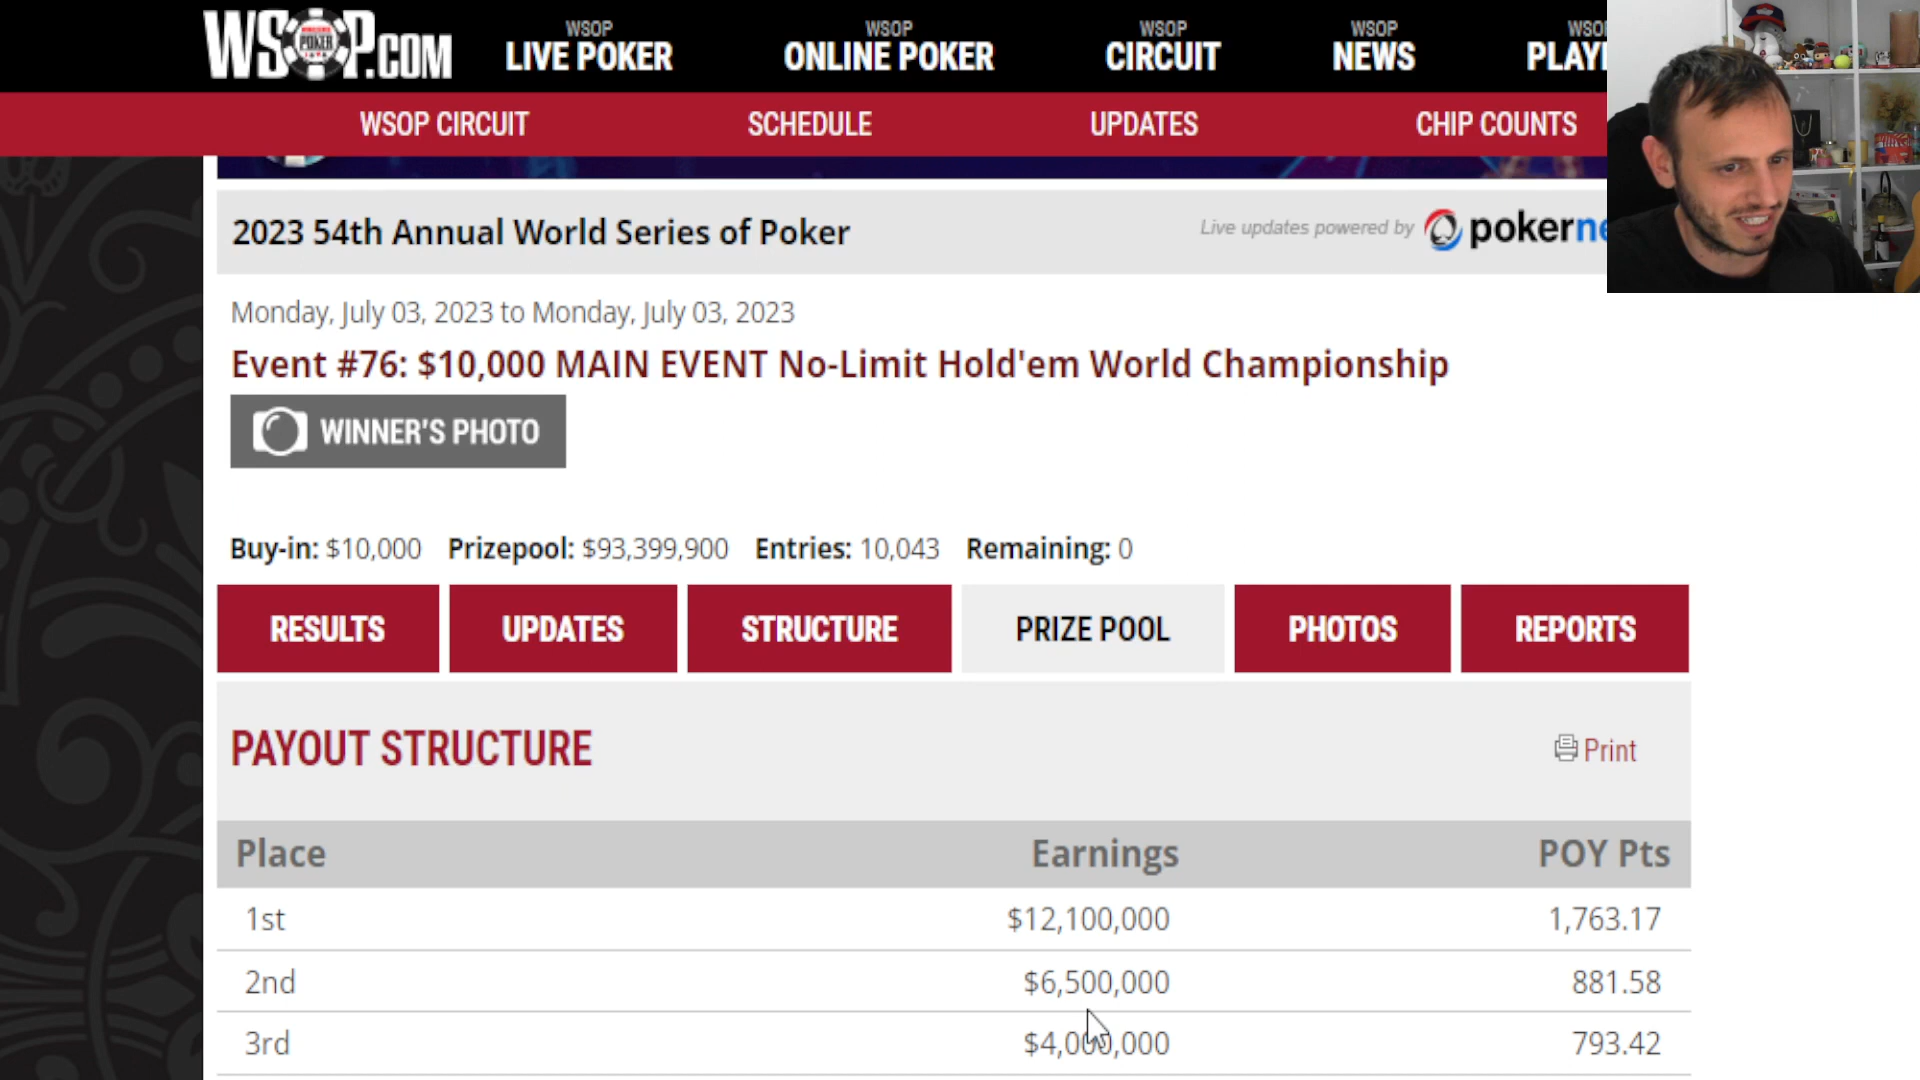 WSOP.COM
WSOP
LIVE POKER
WSOP
ONLINE POKER
WSOP
CIRCUIT
WSOP
NEWS
WSOP CIRCUIT
SCHEDULE
UPDATES
CHIP COUNTS
2023 54th Annual World Series of Poker
Live updates powered by
Monday, July 03, 2023 to Monday, July 03, 2023
Event #76: $10,000 MAIN EVENT No-Limit Hold'em World Championship
WINNER'S PHOTO
Buy-in: $10,000 Prizepool: $93,399,900 Entries: 10,043 Remaining: 0
RESULTS
UPDATES
STRUCTURE
PRIZE POOL
PHOTOS
REPORTS
PAYOUT STRUCTURE
Print
Place Earnings POY Pts
1st $12,100,000 1,763.17
2nd $6,500,000 881.58
3rd $4,000,000 793.42